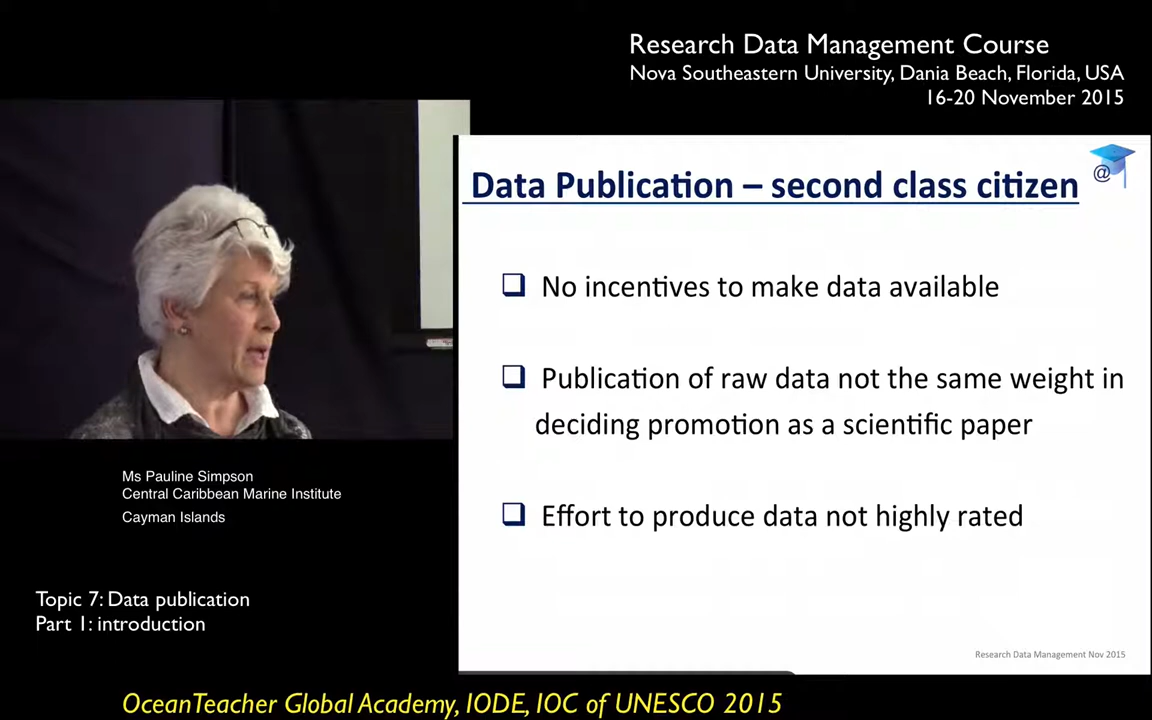 Research Data Management Course
Nova Southeastern University, Dania Beach, Florida, USA
16-20 November 2015
Data Publication – second class citizen
@
No incentives to make data available
Publication of raw data not the same weight in
deciding promotion as a scientific paper
Effort to produce data not highly rated
Research Data Management Nov 2015
Ms Pauline Simpson
Central Caribbean Marine Institute
Cayman Islands
Topic 7: Data publication
Part 1: introduction
OceanTeacher Global Academy, IODE, IOC of UNESCO 2015